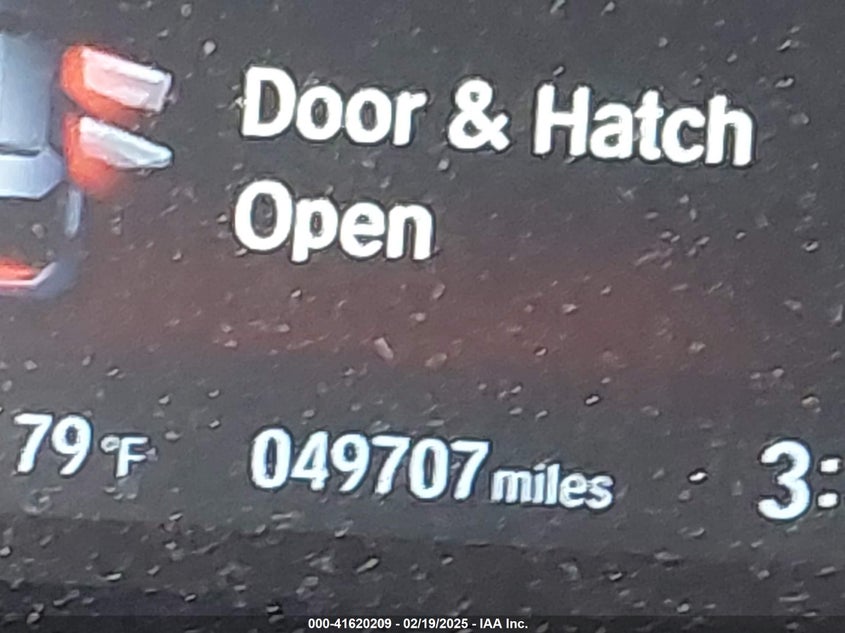 Door & Hatch
Open
79 °F 049707 miles 3:
000-41620209 - 02/19/2025 - IAA Inc.